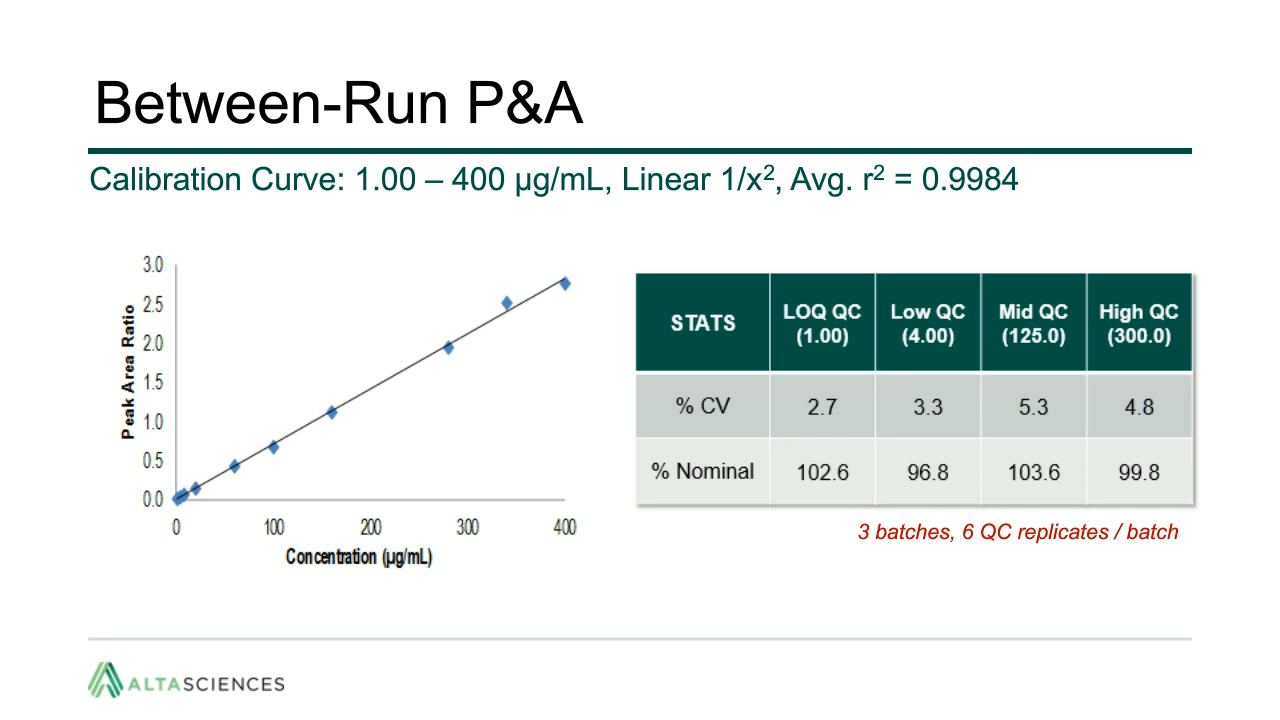 Between-Run P&A
Calibration Curve: 1.00 – 400 µg/mL, Linear 1/x², Avg. r² = 0.9984
3.0
2.5
2.0
1.5
1.0
0.5
0.0
Peak Area Ratio
0 100 200 300 400
Concentration (µg/mL)
STATS LOQ QC (1.00) Low QC (4.00) Mid QC (125.0) High QC (300.0)
% CV 2.7 3.3 5.3 4.8
% Nominal 102.6 96.8 103.6 99.8
3 batches, 6 QC replicates / batch
ALTASCIENCES